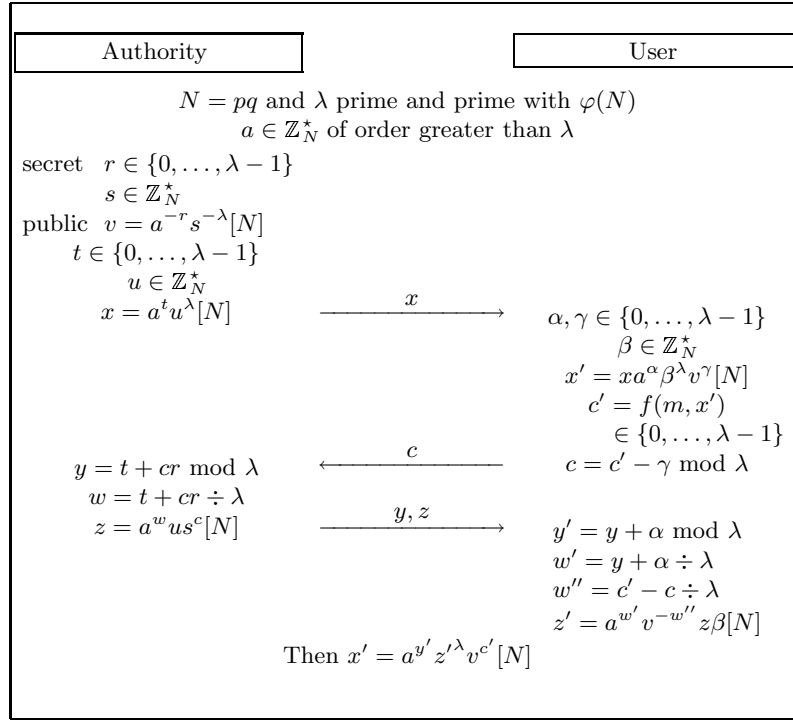 Authority User
N = pq and λ prime and prime with φ(N)
a ∈ ℤ⋆_N of order greater than λ
secret r ∈ {0, . . . , λ − 1}
s ∈ ℤ⋆_N
public v = a^{−r}s^{−λ}[N]
t ∈ {0, . . . , λ − 1}
u ∈ ℤ⋆_N
x = a^t u^λ[N] x α, γ ∈ {0, . . . , λ − 1}
β ∈ ℤ⋆_N
x′ = xa^α β^λ v^γ[N]
c′ = f(m, x′)
∈ {0, . . . , λ − 1}
y = t + cr mod λ c c = c′ − γ mod λ
w = t + cr ÷ λ
z = a^w us^c[N] y, z y′ = y + α mod λ
w′ = y + α ÷ λ
w′′ = c′ − c ÷ λ
z′ = a^{w′} v^{−w′′} zβ[N]
Then x′ = a^{y′} z′^λ v^{c′}[N]